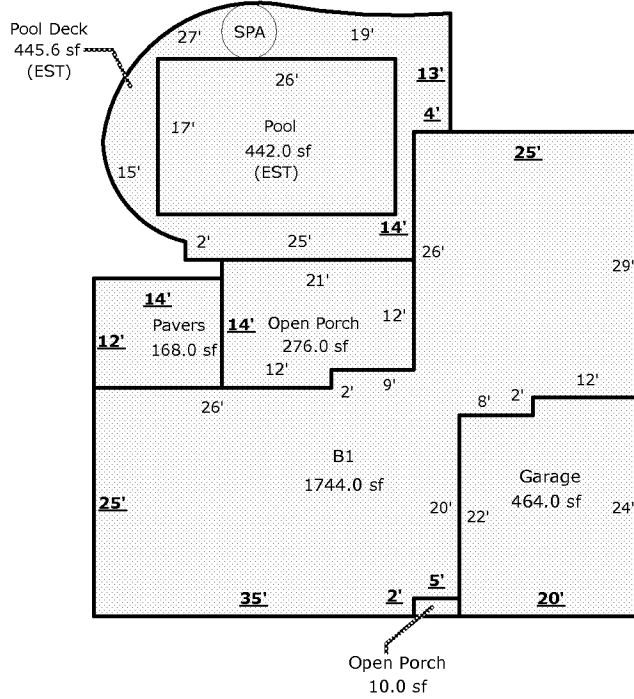 27'
SPA
19'
Pool Deck
445.6 sf
(EST)
13'
26'
4'
17'
Pool
442.0 sf
(EST)
25'
15'
14'
2'
25'
26'
29'
21'
14'
Pavers
168.0 sf
12'
14'
Open Porch
276.0 sf
12'
12'
2'
9'
26'
8'
2'
12'
B1
1744.0 sf
Garage
464.0 sf
25'
20'
22'
24'
5'
35'
2'
20'
Open Porch
10.0 sf